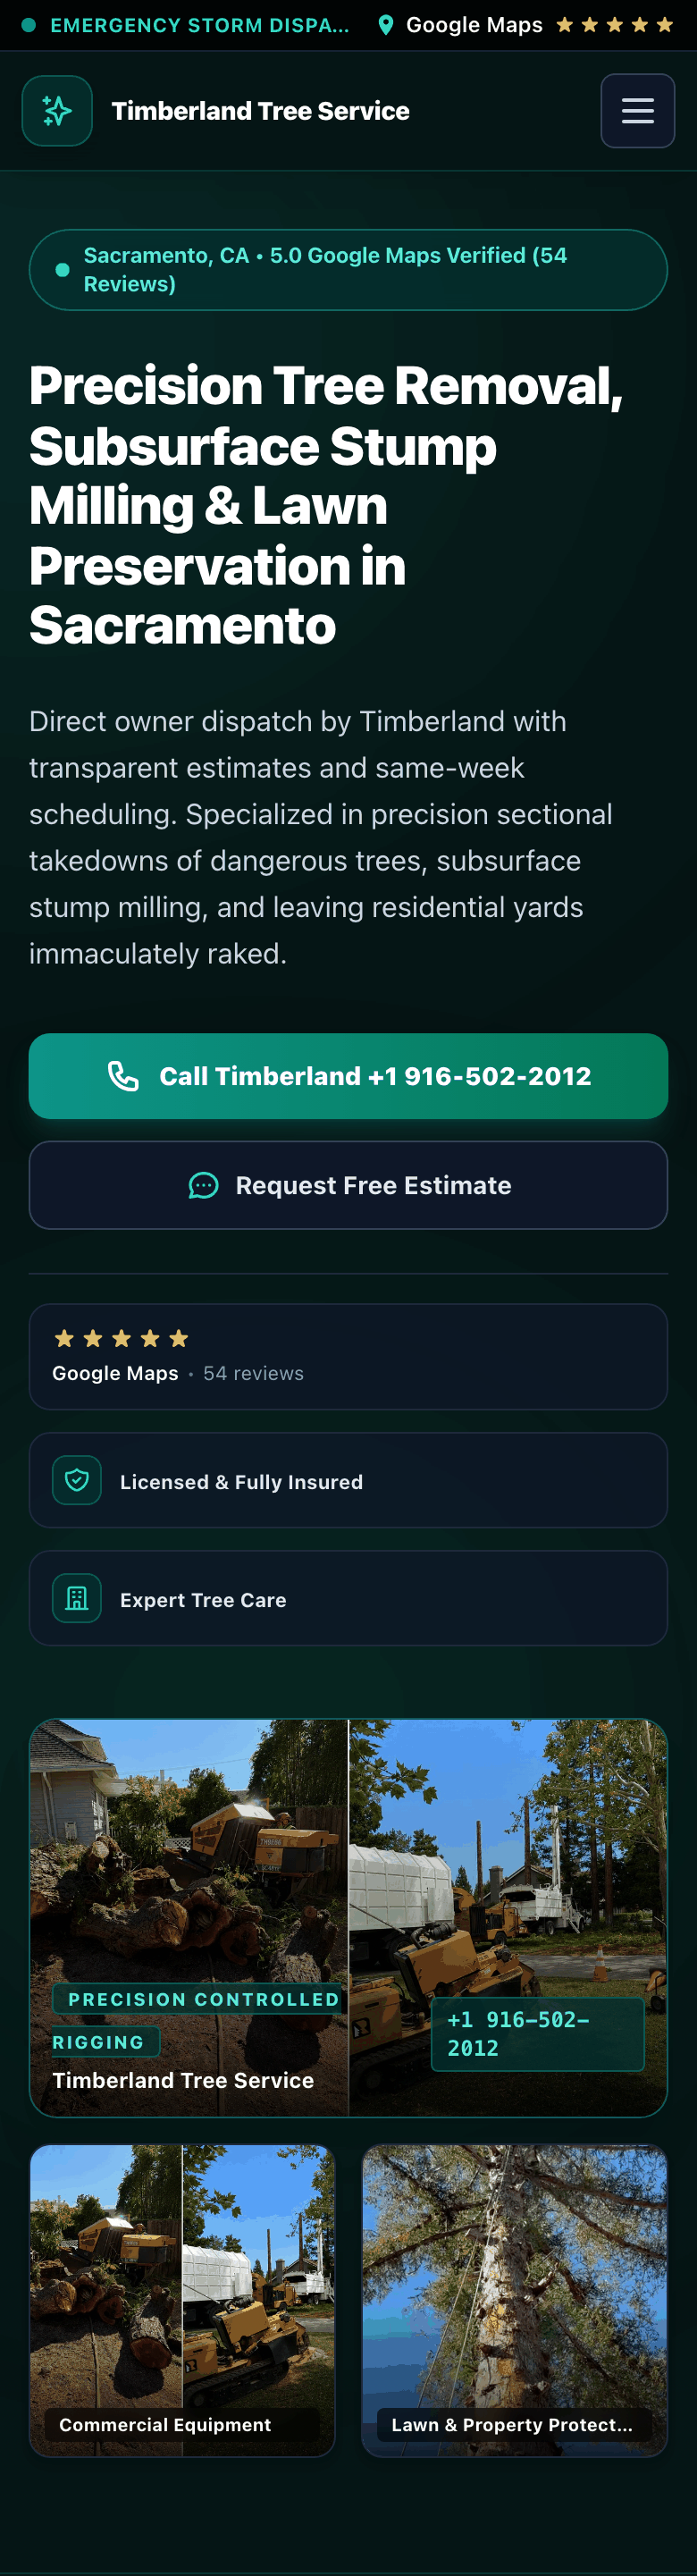 EMERGENCY STORM DISPA...
Google Maps
Timberland Tree Service
Sacramento, CA • 5.0 Google Maps Verified (54
Reviews)
Precision Tree Removal,
Subsurface Stump
Milling & Lawn
Preservation in
Sacramento
Direct owner dispatch by Timberland with
transparent estimates and same-week
scheduling. Specialized in precision sectional
takedowns of dangerous trees, subsurface
stump milling, and leaving residential yards
immaculately raked.
Call Timberland +1 916-502-2012
Request Free Estimate
Google Maps • 54 reviews
Licensed & Fully Insured
Expert Tree Care
PRECISION CONTROLLED
RIGGING
Timberland Tree Service
+1 916-502-
2012
Commercial Equipment
Lawn & Property Protect...